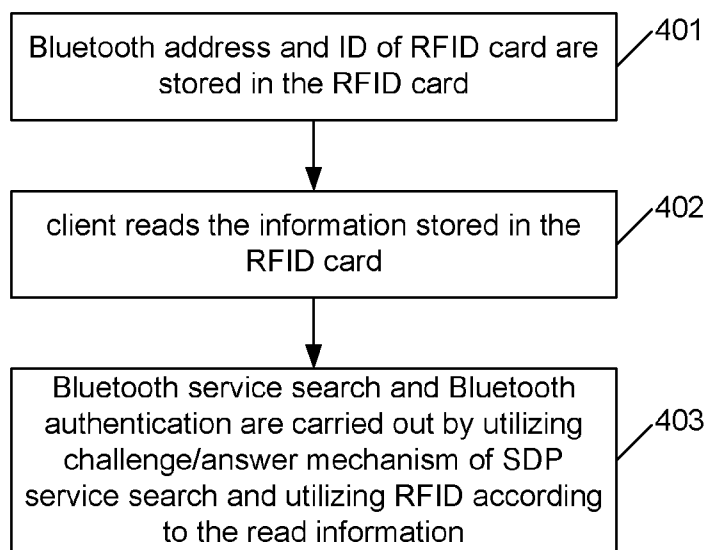 Bluetooth address and ID of RFID card are
stored in the RFID card
401
client reads the information stored in the
RFID card
402
Bluetooth service search and Bluetooth
authentication are carried out by utilizing
challenge/answer mechanism of SDP
service search and utilizing RFID according
to the read information
403